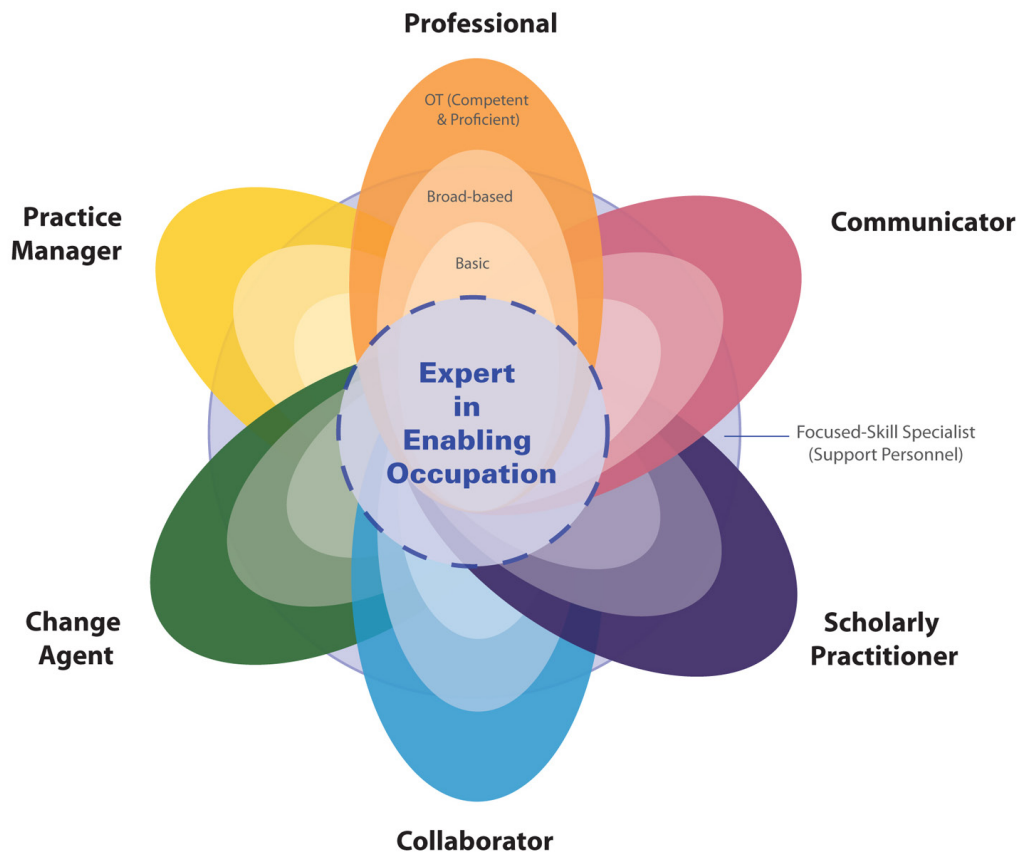 Professional
OT (Competent
& Proficient)
Broad-based
Basic
Practice
Manager
Communicator
Expert
in
Enabling
Occupation
Focused-Skill Specialist
(Support Personnel)
Change
Agent
Scholarly
Practitioner
Collaborator